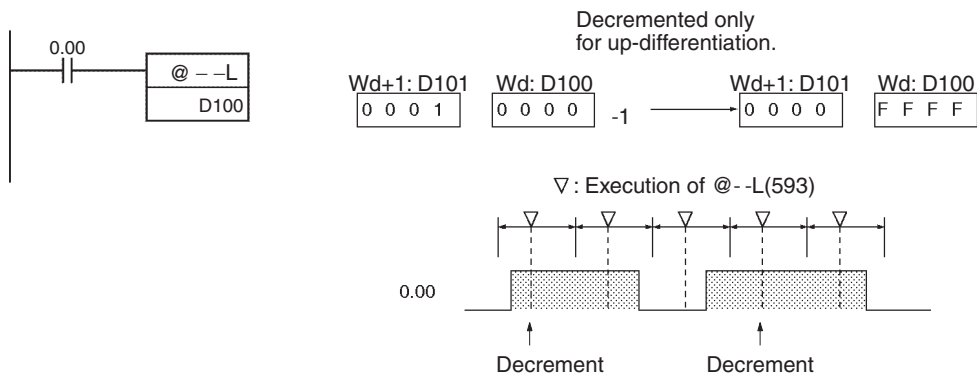 0.00
@ – –L
D100
Decremented only
for up-differentiation.
Wd+1: D101 Wd: D100 Wd+1: D101 Wd: D100
0 0 0 1 0 0 0 0 -1 0 0 0 0 F F F F
▽: Execution of @- -L(593)
0.00
Decrement Decrement